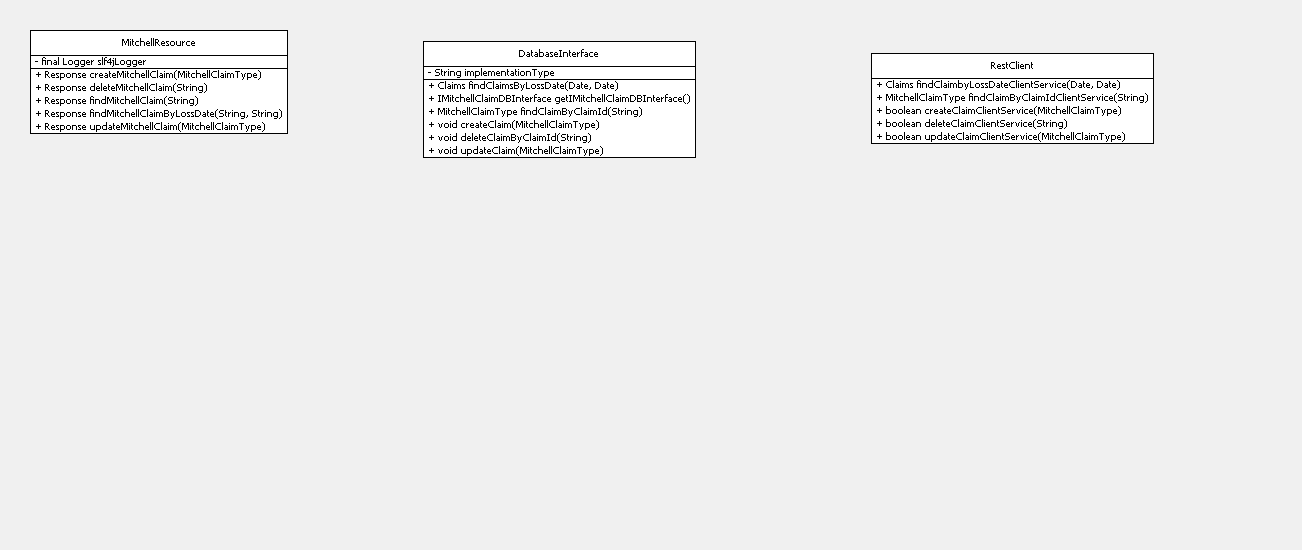 MitchellResource
- final Logger slf4jLogger
+ Response createMitchellClaim(MitchellClaimType)
+ Response deleteMitchellClaim(String)
+ Response findMitchellClaim(String)
+ Response findMitchellClaimByLossDate(String, String)
+ Response updateMitchellClaim(MitchellClaimType)
DatabaseInterface
- String implementationType
+ Claims findClaimsByLossDate(Date, Date)
+ IMitchellClaimDBInterface getIMitchellClaimDBInterface()
+ MitchellClaimType findClaimByClaimId(String)
+ void createClaim(MitchellClaimType)
+ void deleteClaimByClaimId(String)
+ void updateClaim(MitchellClaimType)
RestClient
+ Claims findClaimbyLossDateClientService(Date, Date)
+ MitchellClaimType findClaimByClaimIdClientService(String)
+ boolean createClaimClientService(MitchellClaimType)
+ boolean deleteClaimClientService(String)
+ boolean updateClaimClientService(MitchellClaimType)